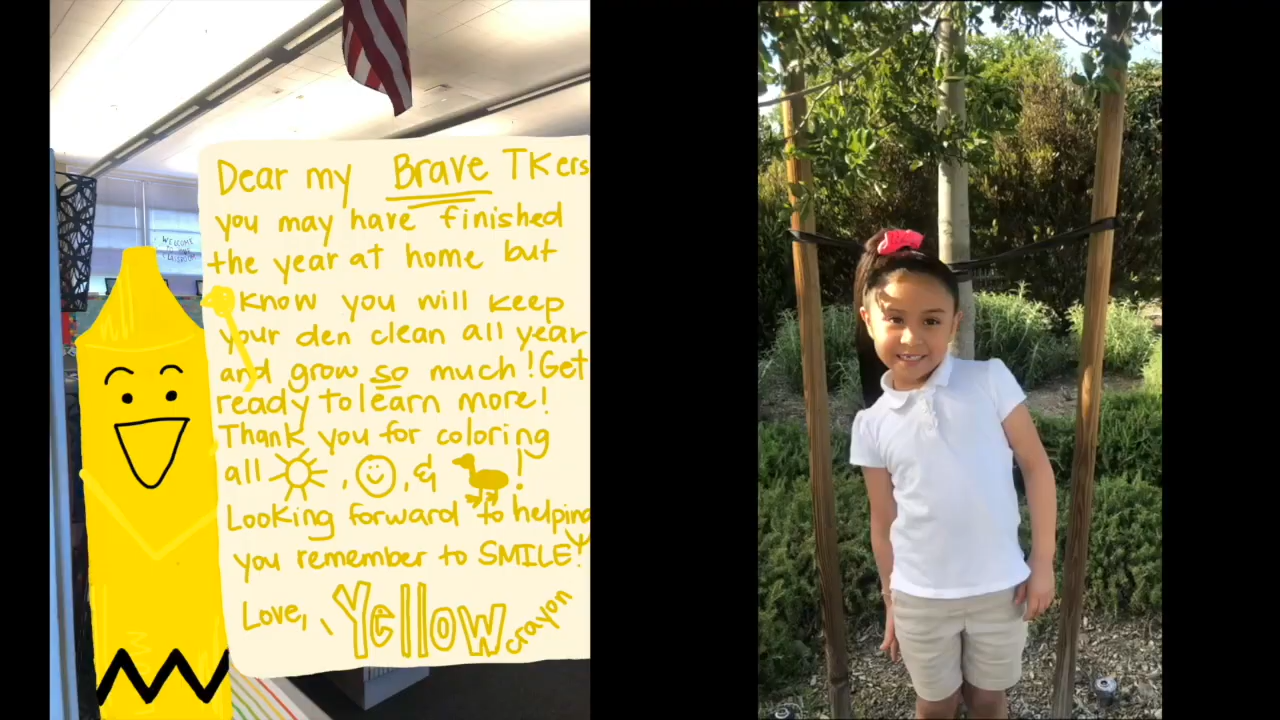 WELCOME
Dear my Brave TKers
you may have finished
the year at home but
I know you will keep
your den clean all year
and grow so much! Get
ready to learn more!
Thank you for coloring
all , , & !
Looking forward to helping
you remember to SMILE!
Love, Yellow crayon